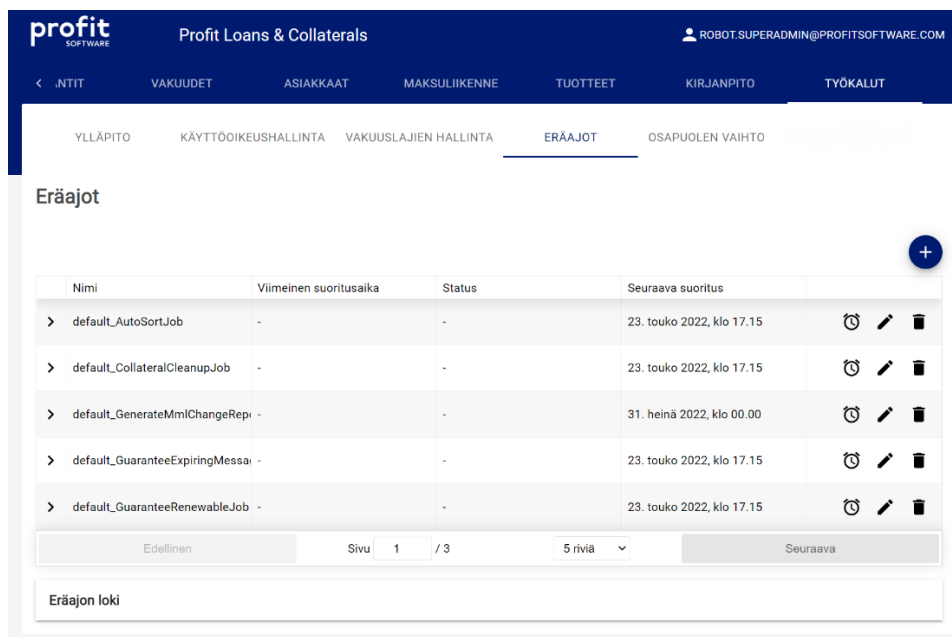 profit
SOFTWARE
Profit Loans & Collaterals
ROBOT.SUPERADMIN@PROFITSOFTWARE.COM
NTIT VAKUUDET ASIAKKAAT MAKSULIIKENNE TUOTTEET KIRJANPITO TYÖKALUT
YLLÄPITO KÄYTTÖOIKEUSHALLINTA VAKUUSLAJIEN HALLINTA ERÄAJOT OSAPUOLEN VAIHTO
Eräajot
+
Nimi Viimeinen suoritusaika Status Seuraava suoritus
default_AutoSortJob - - 23. touko 2022, klo 17.15
default_CollateralCleanupJob - - 23. touko 2022, klo 17.15
default_GenerateMmlChangeRep - - 31. heinä 2022, klo 00.00
default_GuaranteeExpiringMessa - - 23. touko 2022, klo 17.15
default_GuaranteeRenewableJob - - 23. touko 2022, klo 17.15
Edellinen Sivu 1 / 3 5 riviä Seuraava
Eräajon loki